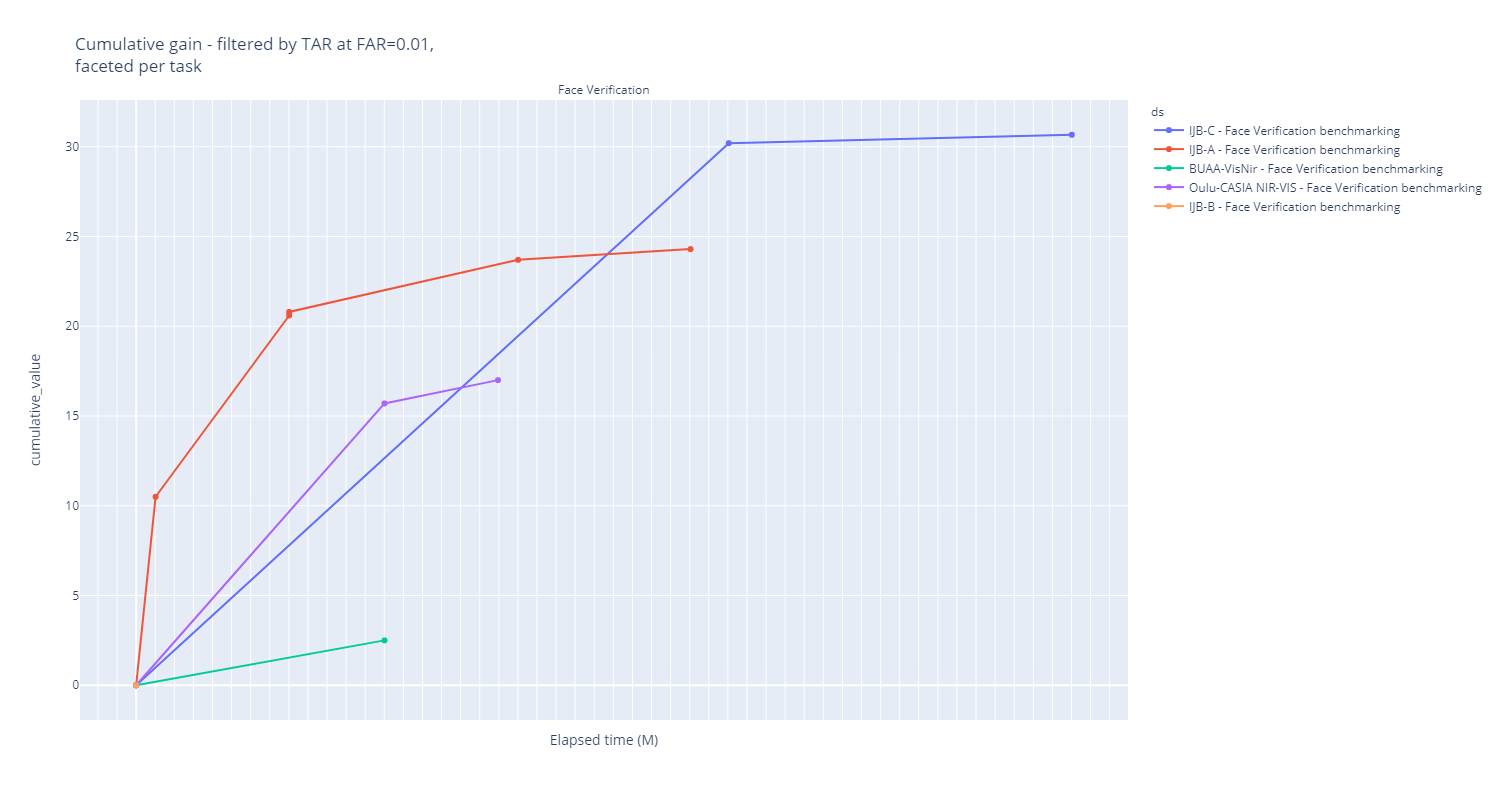 Cumulative gain - filtered by TAR at FAR=0.01,
faceted per task
Face Verification
ds
IJB-C - Face Verification benchmarking
IJB-A - Face Verification benchmarking
BUAA-VisNir - Face Verification benchmarking
Oulu-CASIA NIR-VIS - Face Verification benchmarking
IJB-B - Face Verification benchmarking
30
25
20
15
10
5
0
cumulative_value
Elapsed time (M)